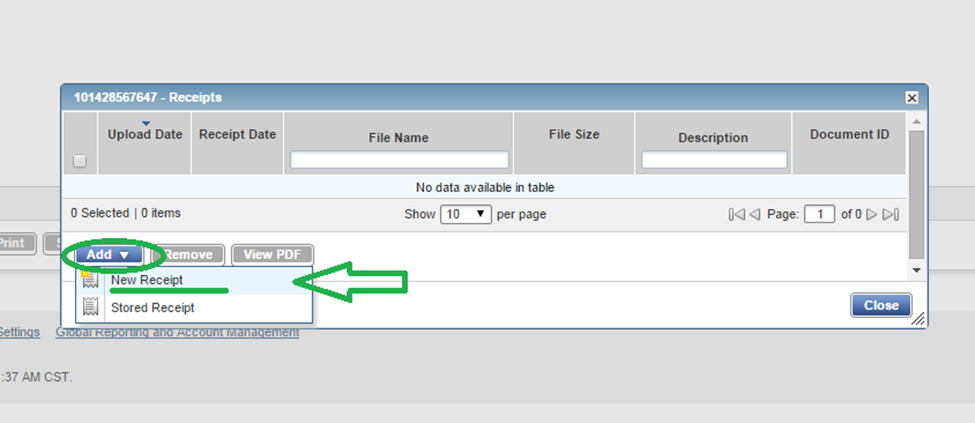 101428567647 - Receipts
Upload Date
Receipt Date
File Name
File Size
Description
Document ID
No data available in table
0 Selected | 0 items
Show 10 per page
Page: 1 of 0
Print
Add
Remove
View PDF
New Receipt
Stored Receipt
Close
Settings
Global Reporting and Account Management
:37 AM CST.